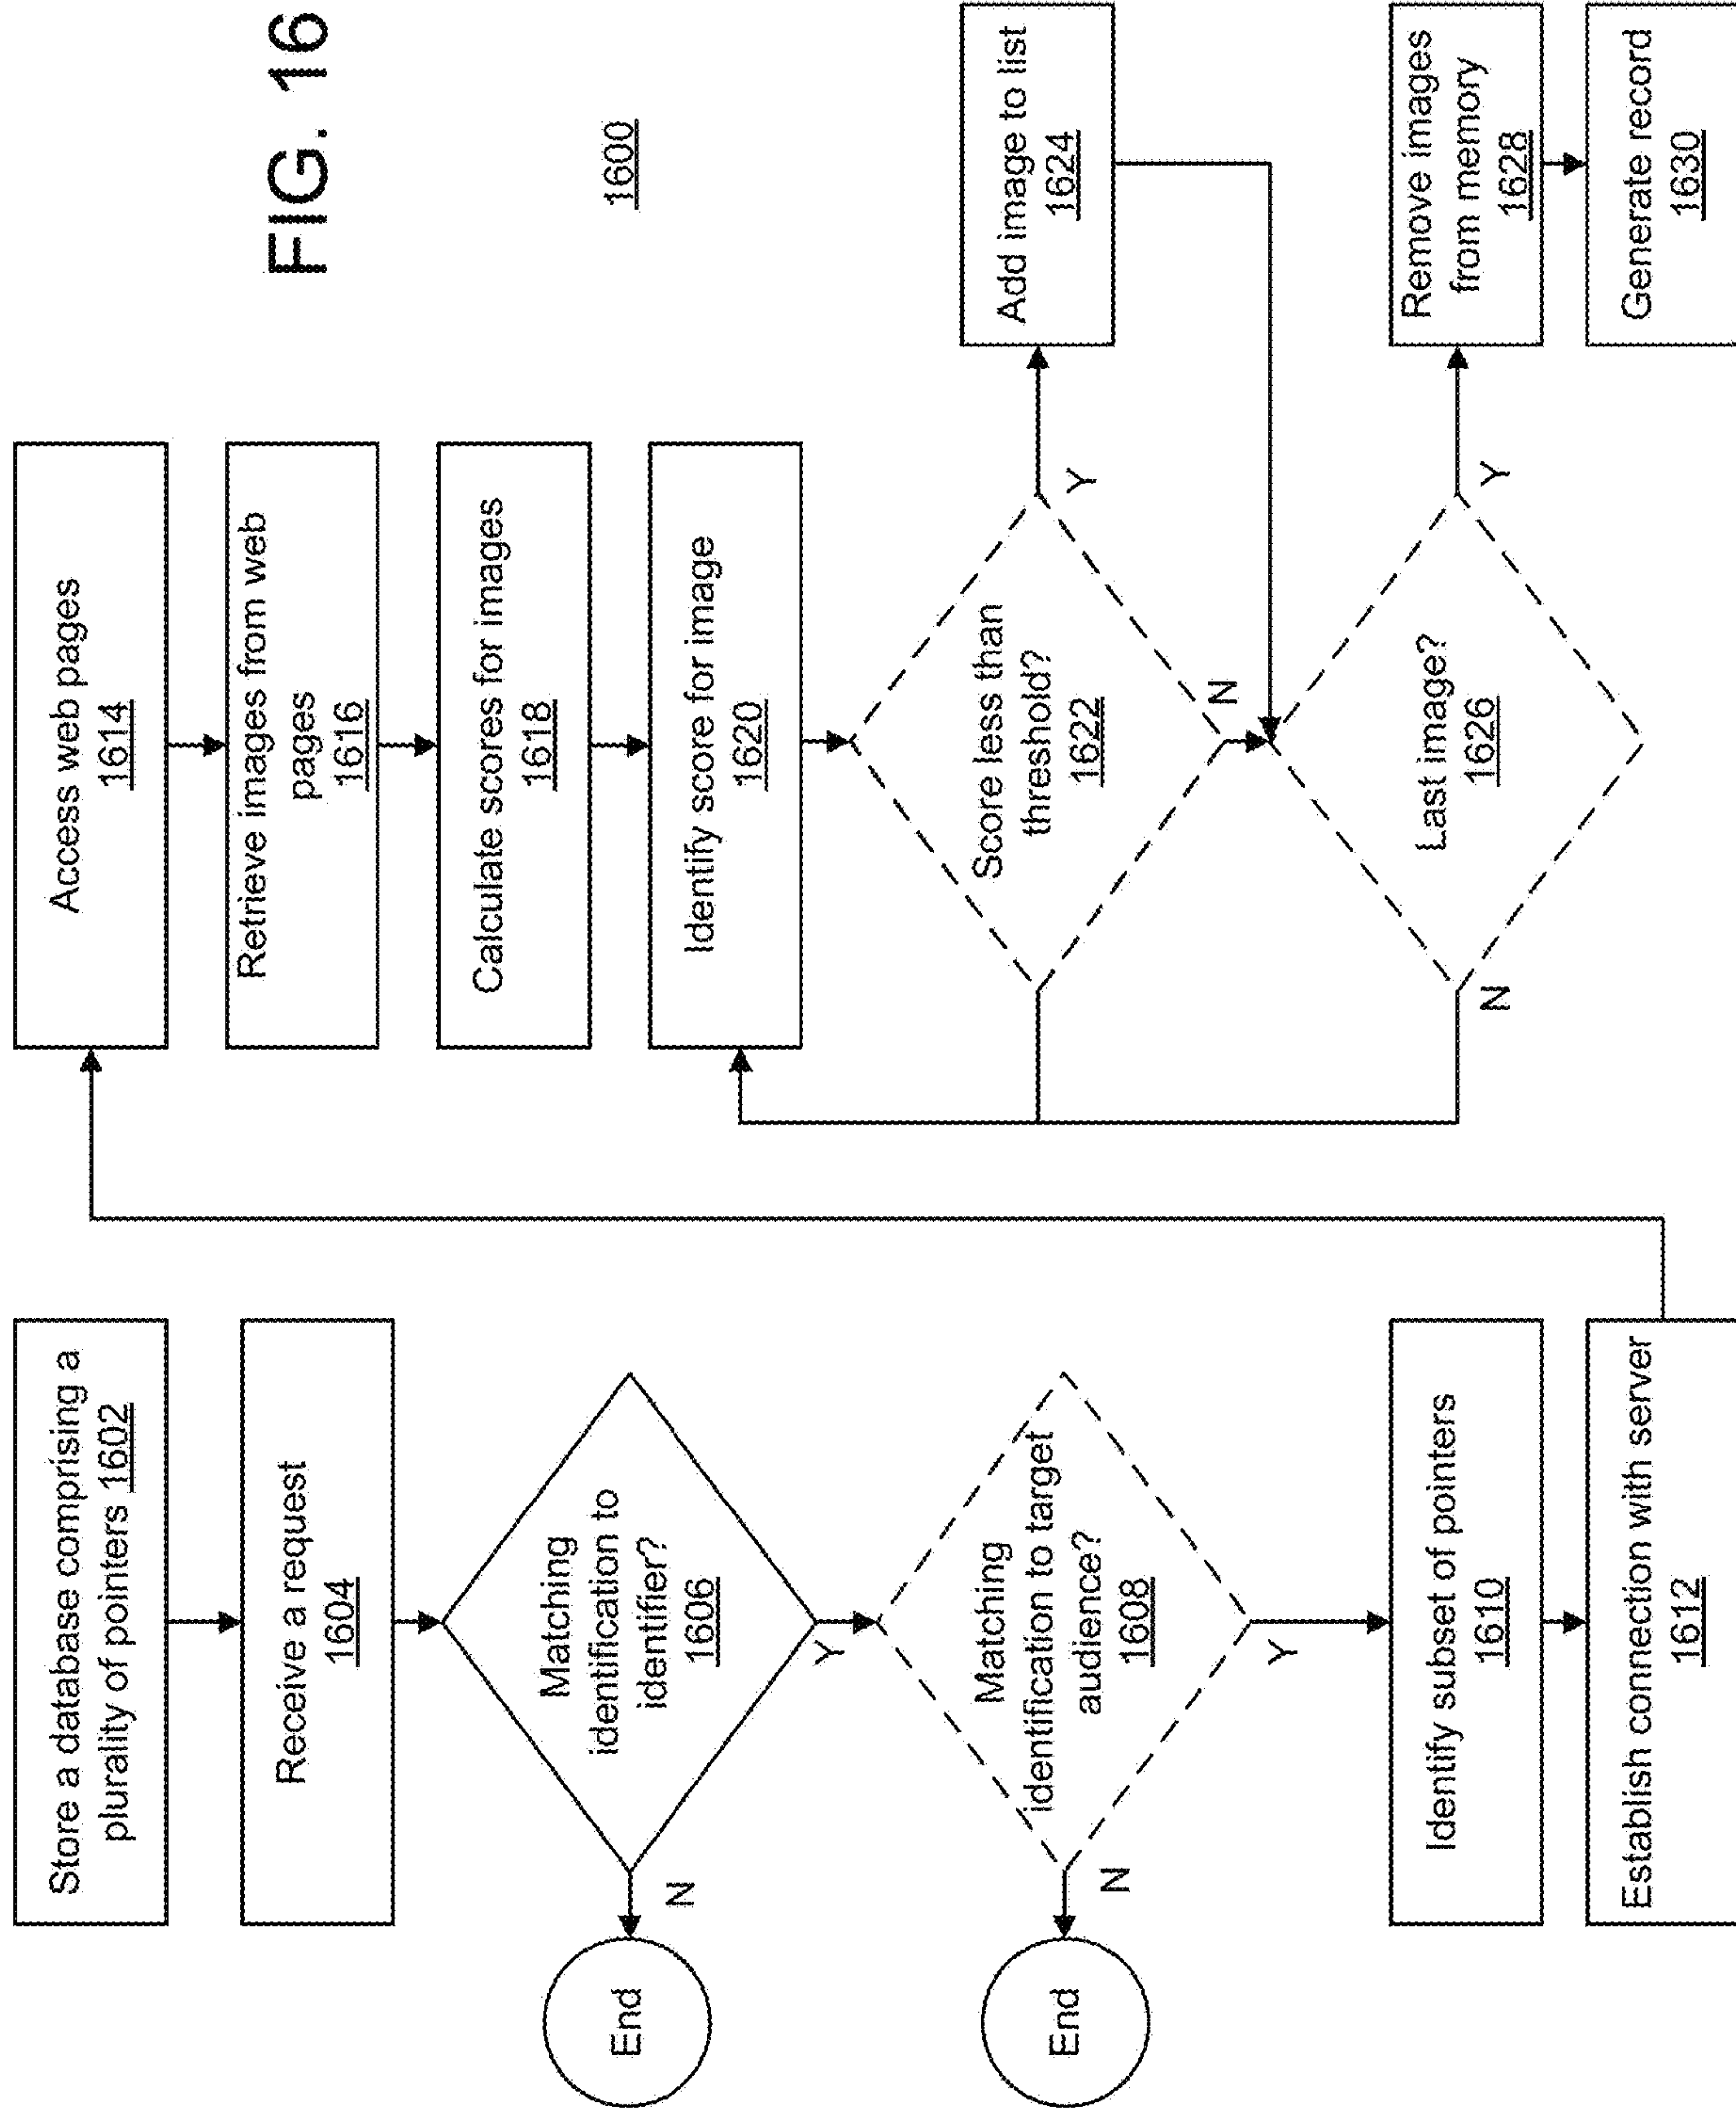 FIG. 16
1600
Store a database comprising a
plurality of pointers 1602
Receive a request
1604
Matching
identification to
identifier?
1606
N
End
Y
Matching
identification to target
audience?
1608
N
End
Y
Identify subset of pointers
1610
Establish connection with server
1612
Access web pages
1614
Retrieve images from web
pages
1616
Calculate scores for images
1618
Identify score for image
1620
Score less than
threshold?
1622
Y
N
Add image to list
1624
Last image?
1626
N
Y
Remove images
from memory
1628
Generate record
1630